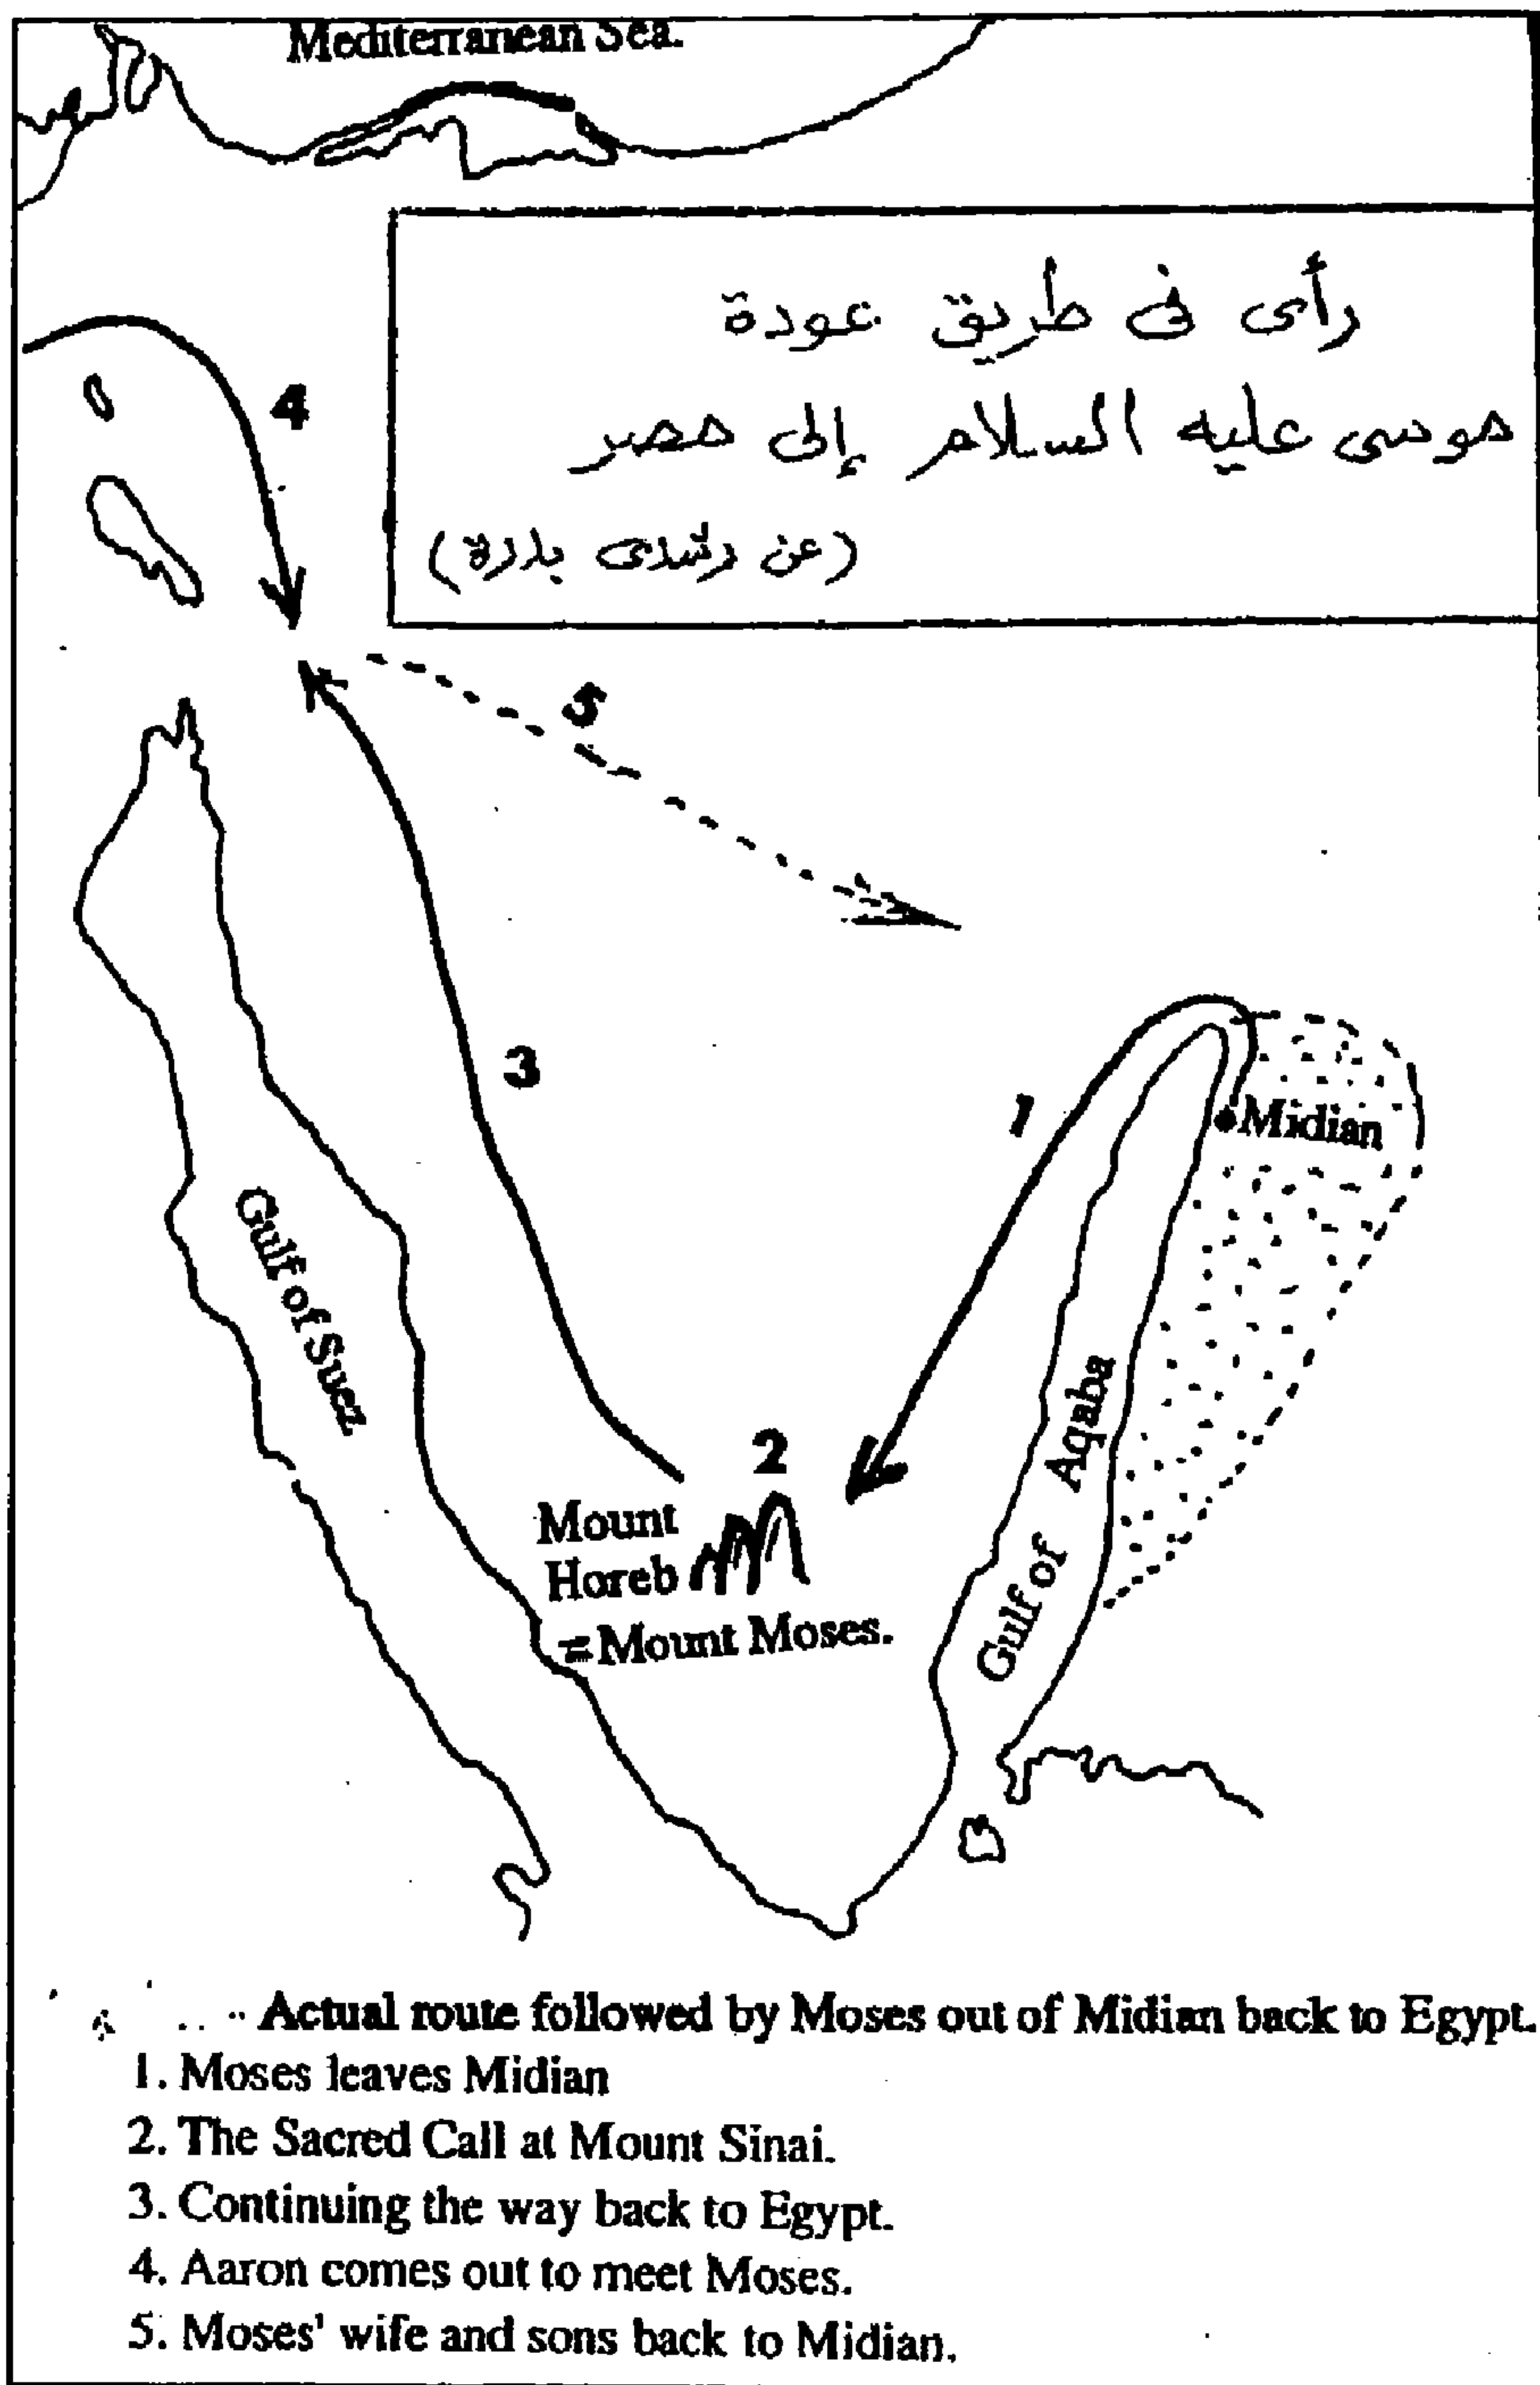 Mediterranean Sea.
رأى فى طريق عودة
موسى عليه السلام إلى مصر
(عن رشدى بدرة)
4
5
3
1
Midian
Gulf of Suez
Gulf of Aqaba
2
Mount
Horeb
=Mount Moses.
Actual route followed by Moses out of Midian back to Egypt.
1. Moses leaves Midian
2. The Sacred Call at Mount Sinai.
3. Continuing the way back to Egypt.
4. Aaron comes out to meet Moses.
5. Moses' wife and sons back to Midian.